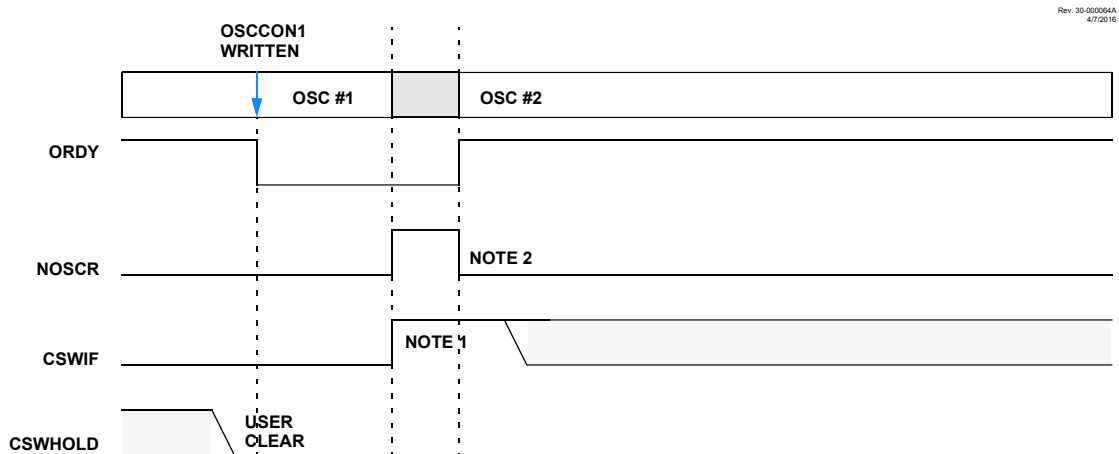 Rev. 30-000064A
4/7/2016
OSCCON1
WRITTEN
OSC #1
OSC #2
ORDY
NOSCR
NOTE 2
CSWIF
NOTE 1
USER
CLEAR
CSWHOLD